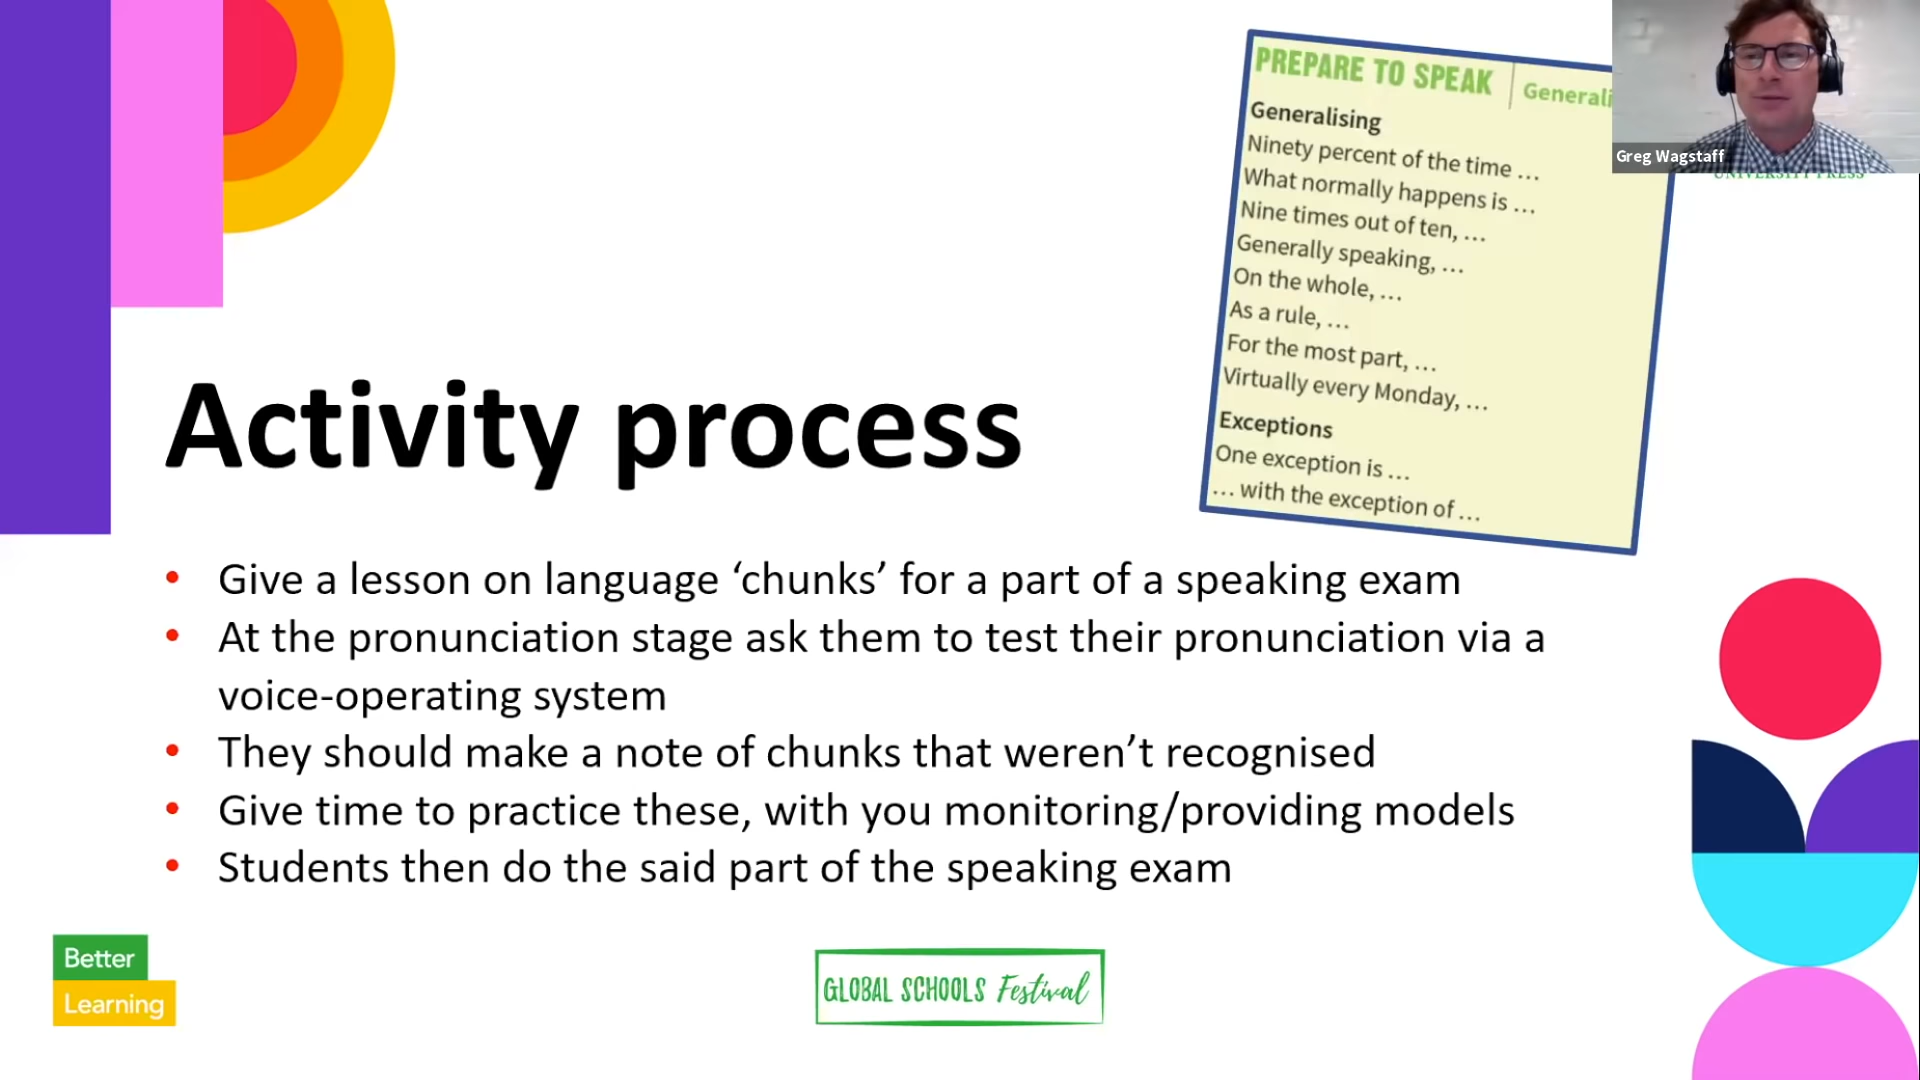 PREPARE TO SPEAK
Generalising
Ninety percent of the time …
What normally happens is …
Nine times out of ten, …
Generally speaking, …
On the whole, …
As a rule, …
For the most part, …
Virtually every Monday, …
Exceptions
One exception is …
… with the exception of …
Greg Wagstaff
UNIVERSITY PRESS
Activity process
• Give a lesson on language ‘chunks’ for a part of a speaking exam
• At the pronunciation stage ask them to test their pronunciation via a
voice-operating system
• They should make a note of chunks that weren’t recognised
• Give time to practice these, with you monitoring/providing models
• Students then do the said part of the speaking exam
Better
Learning
GLOBAL SCHOOLS Festival